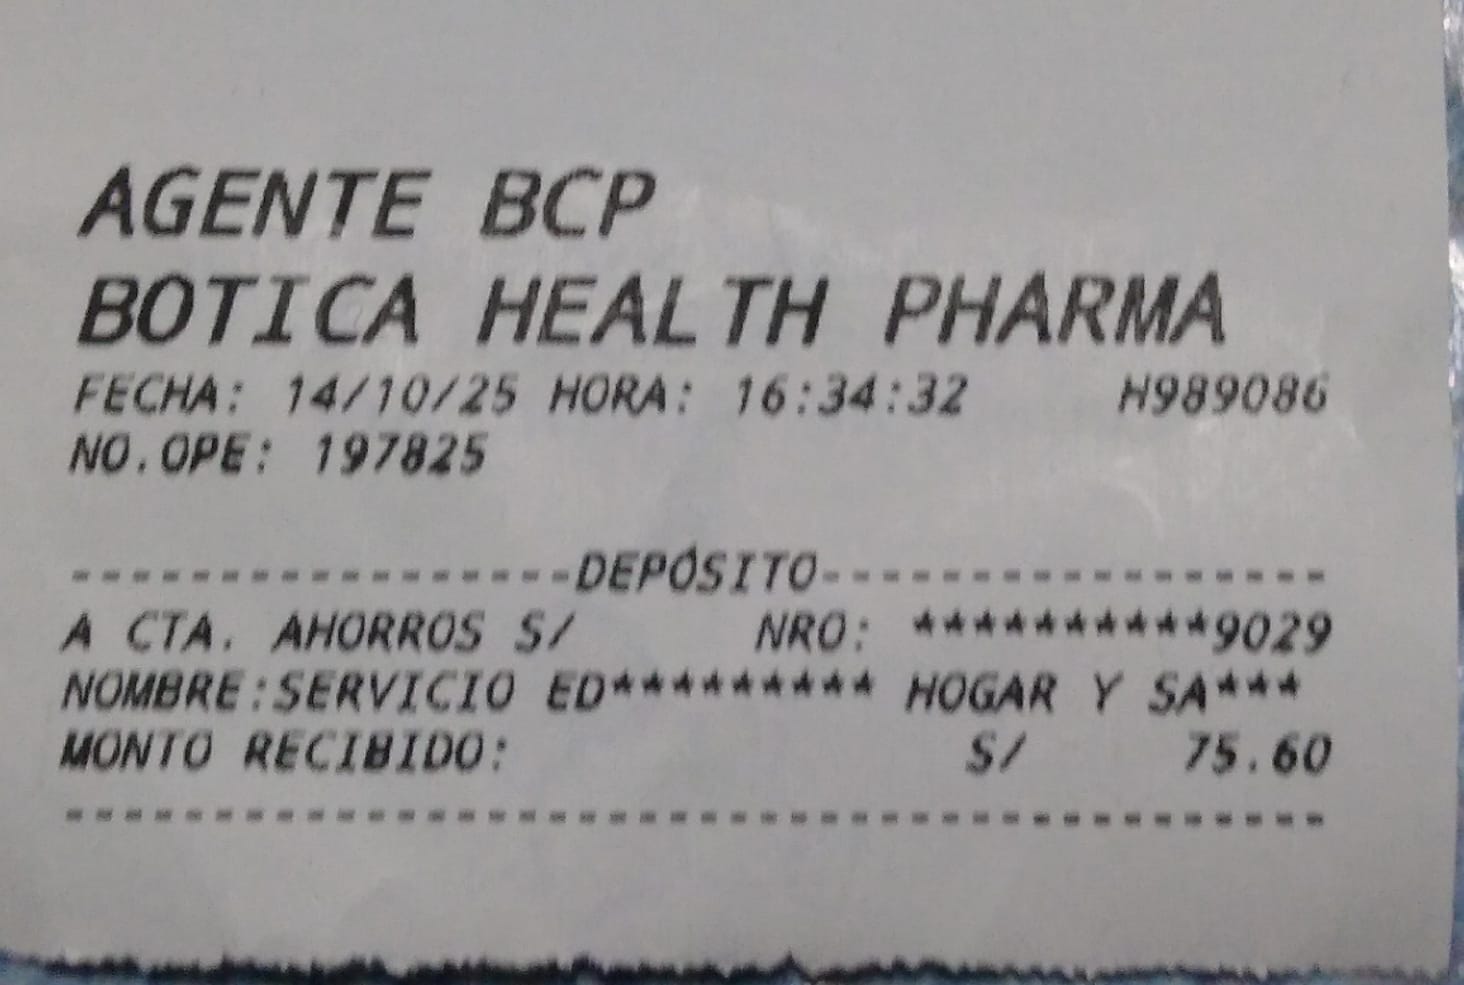 AGENTE BCP
BOTICA HEALTH PHARMA
FECHA: 14/10/25 HORA: 16:34:32 H989086
NO.OPE: 197825
------------------DEPÓSITO------------------
A CTA. AHORROS S/ NRO: **********9029
NOMBRE:SERVICIO ED********* HOGAR Y SA***
MONTO RECIBIDO: S/ 75.60
------------------------------------------